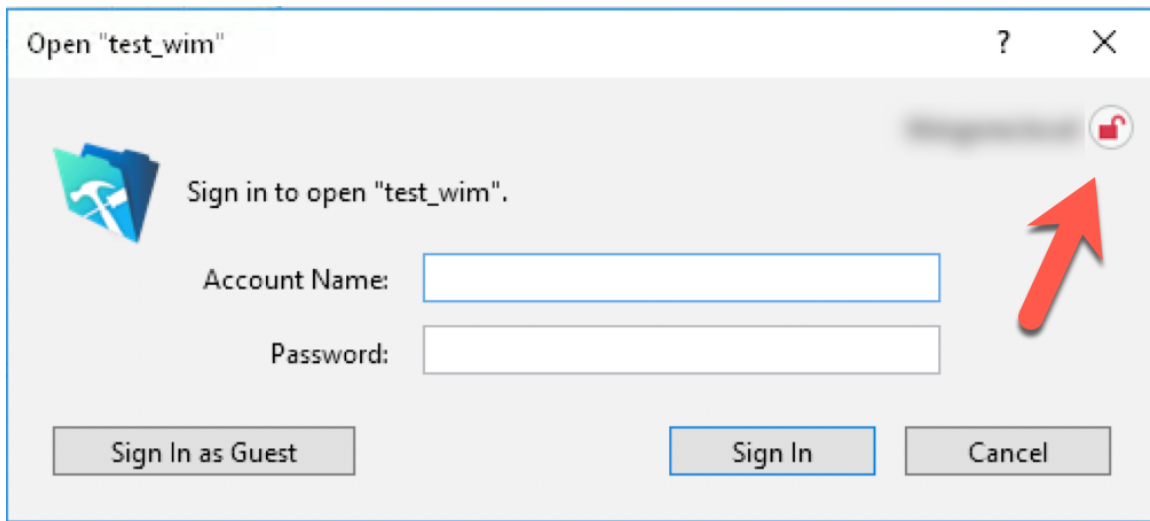 Open "test_wim"
?
Sign in to open "test_wim".
Account Name:
Password:
Sign In as Guest
Sign In
Cancel